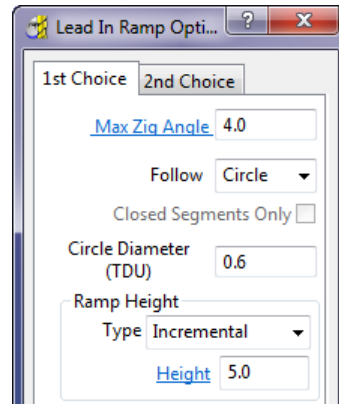 Lead In Ramp Opti... ? X
1st Choice 2nd Choice
Max Zig Angle 4.0
Follow Circle
Closed Segments Only
Circle Diameter
(TDU) 0.6
Ramp Height
Type Incremental
Height 5.0